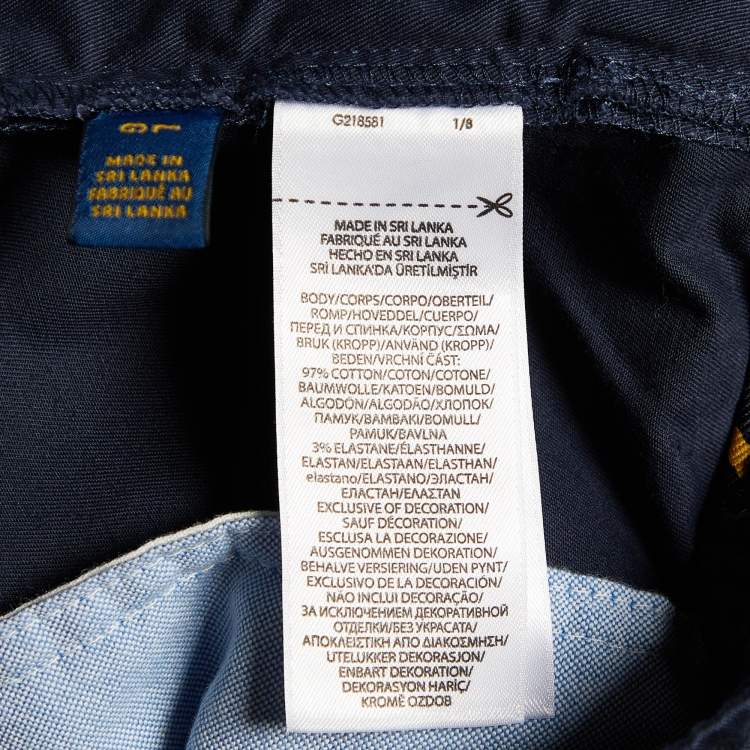 G218581 1/8
MADE IN
SRI LANKA
FABRIQUÉ AU
SRI LANKA
MADE IN SRI LANKA
FABRIQUÉ AU SRI LANKA
HECHO EN SRI LANKA
SRİ LANKA'DA ÜRETİLMİŞTİR
BODY/CORPS/CORPO/OBERTEIL/
ROMP/HOVEDDEL/CUERPO/
ПЕРЕД И СПИНКА/КОРПУС/ΣΩΜΑ/
BRUK (KROPP)/ANVÄND (KROPP)/
BEDEN/VRCHNÍ ČÁST:
97% COTTON/COTON/COTONE/
BAUMWOLLE/KATOEN/BOMULD/
ALGODÓN/ALGODÃO/ХЛОПОК/
ПАМУК/BAMBAKI/BOMULL/
PAMUK/BAVLNA
3% ELASTANE/ÉLASTHANNE/
ELASTAN/ELASTAAN/ELASTHAN/
elastano/ELASTANO/ЭЛАСТАН/
ЕЛАСТАН/ΕΛΑΣΤΑΝ
EXCLUSIVE OF DECORATION/
SAUF DÉCORATION/
ESCLUSA LA DECORAZIONE/
AUSGENOMMEN DEKORATION/
BEHALVE VERSIERING/UDEN PYNT/
EXCLUSIVO DE LA DECORACIÓN/
NÃO INCLUI DECORAÇÃO/
ЗА ИСКЛЮЧЕНИЕМ ДЕКОРАТИВНОЙ
ОТДЕЛКИ/БЕЗ УКРАСАТА/
ΑΠΟΚΛΕΙΣΤΙΚΗ ΑΠΟ ΔΙΑΚΟΣΜΗΣΗ/
UTELUKKER DEKORASJON/
ENBART DEKORATION/
DEKORASYON HARİÇ/
KROMĚ OZDOB